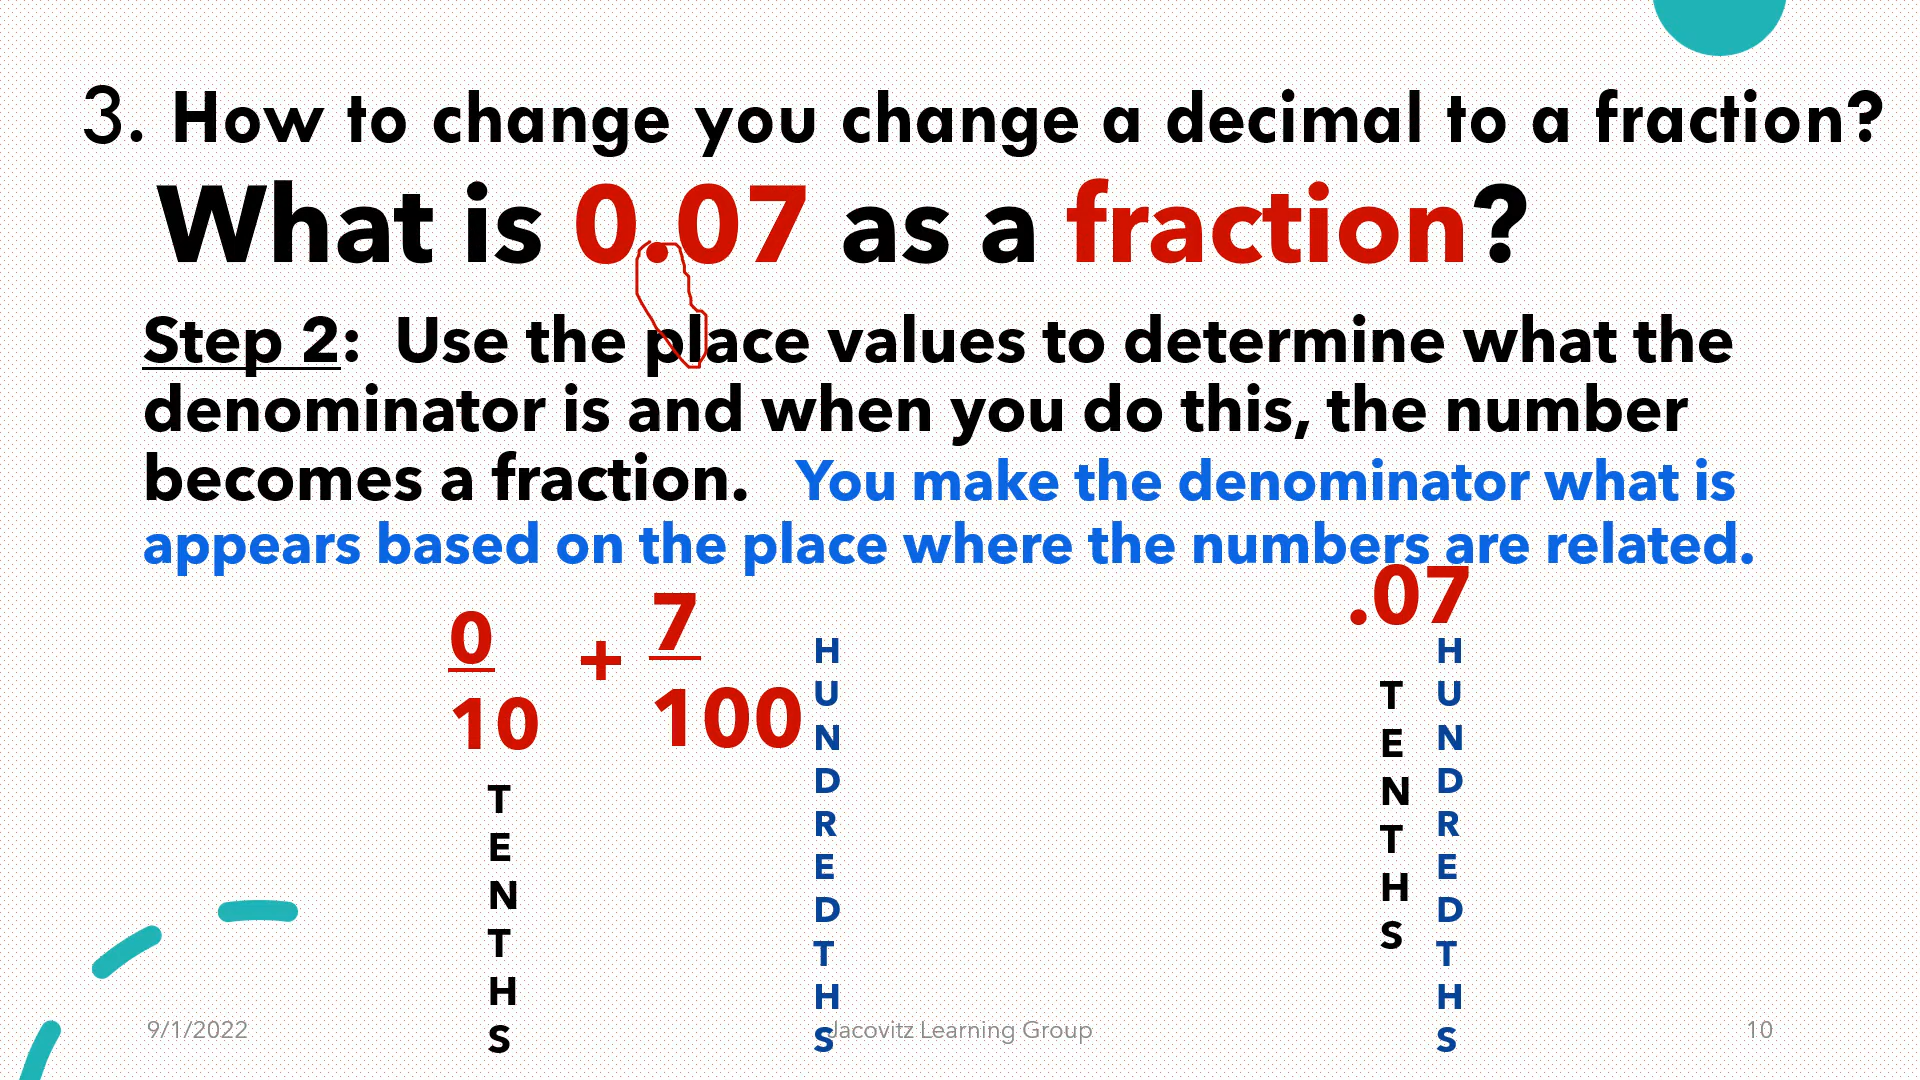 3. How to change you change a decimal to a fraction?
What is 0.07 as a fraction?
Step 2: Use the place values to determine what the
denominator is and when you do this, the number
becomes a fraction. You make the denominator what is
appears based on the place where the numbers are related.
0
10
+
7
100
TENTHS
HUNDREDTHS
.07
TENTHS
HUNDREDTHS
9/1/2022
Jacovitz Learning Group
10